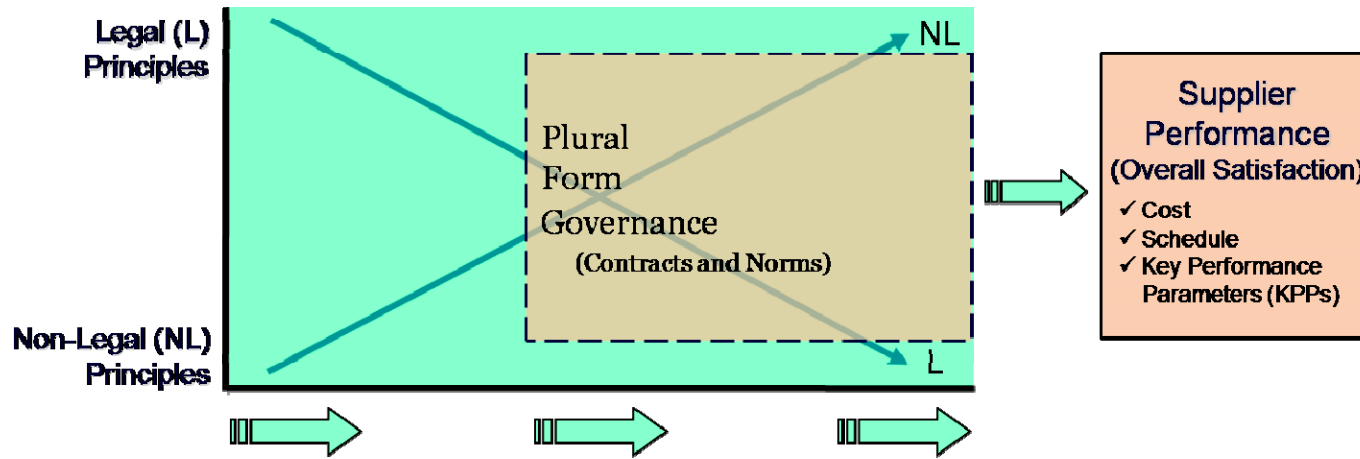 Legal (L)
Principles
NL
Plural
Form
Governance
(Contracts and Norms)
Non-Legal (NL)
Principles
L
Supplier
Performance
(Overall Satisfaction)
✓ Cost
✓ Schedule
✓ Key Performance
Parameters (KPPs)